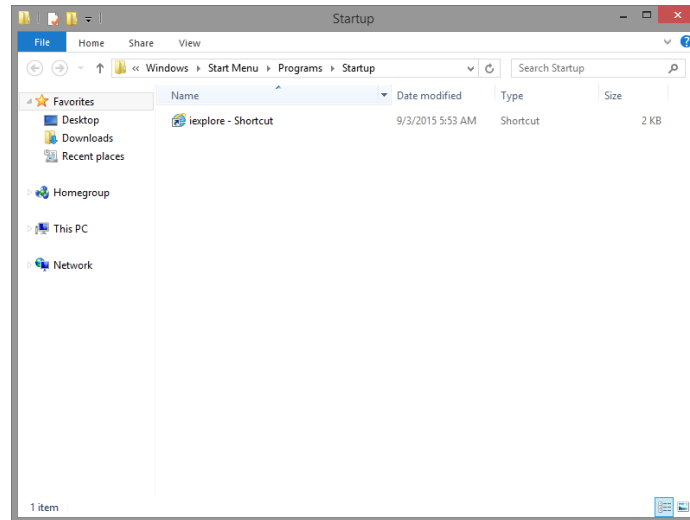 Startup
File Home Share View
« Windows Start Menu Programs Startup Search Startup
Name Date modified Type Size
Favorites
iexplore - Shortcut 9/3/2015 5:53 AM Shortcut 2 KB
Desktop
Downloads
Recent places
Homegroup
This PC
Network
1 item